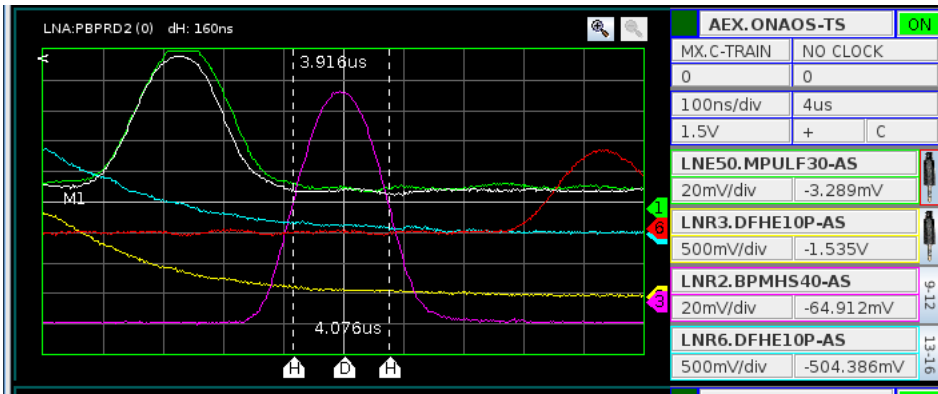 LNA:PBPRD2 (0) dH: 160ns
3.916us
M1
4.076us
H D H
1
6
3
AEX.ONAOS-TS ON
MX.C-TRAIN NO CLOCK
0 0
100ns/div 4us
1.5V + C
LNE50.MPULF30-AS
20mV/div -3.289mV
LNR3.DFHE10P-AS
500mV/div -1.535V
LNR2.BPMHS40-AS
20mV/div -64.912mV
9-12
LNR6.DFHE10P-AS
500mV/div -504.386mV
13-16